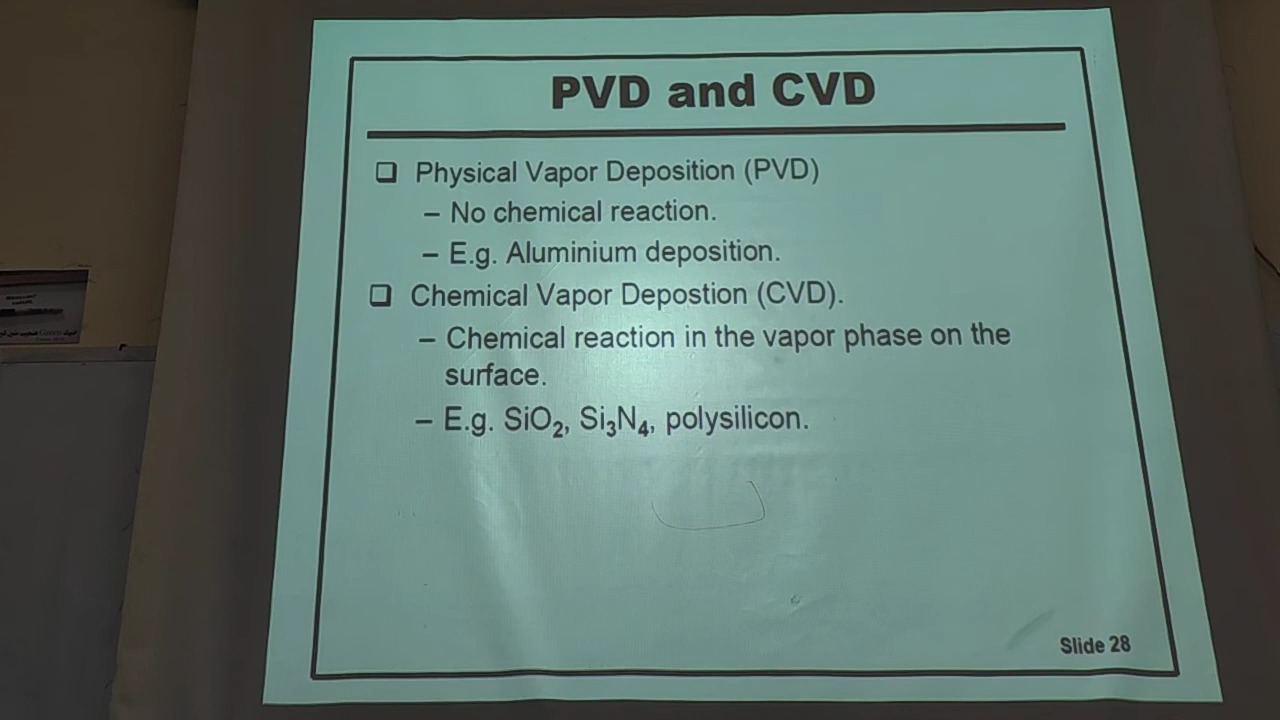 PVD and CVD
❑ Physical Vapor Deposition (PVD)
– No chemical reaction.
– E.g. Aluminium deposition.
❑ Chemical Vapor Depostion (CVD).
– Chemical reaction in the vapor phase on the
surface.
– E.g. SiO₂, Si₃N₄, polysilicon.
Slide 28